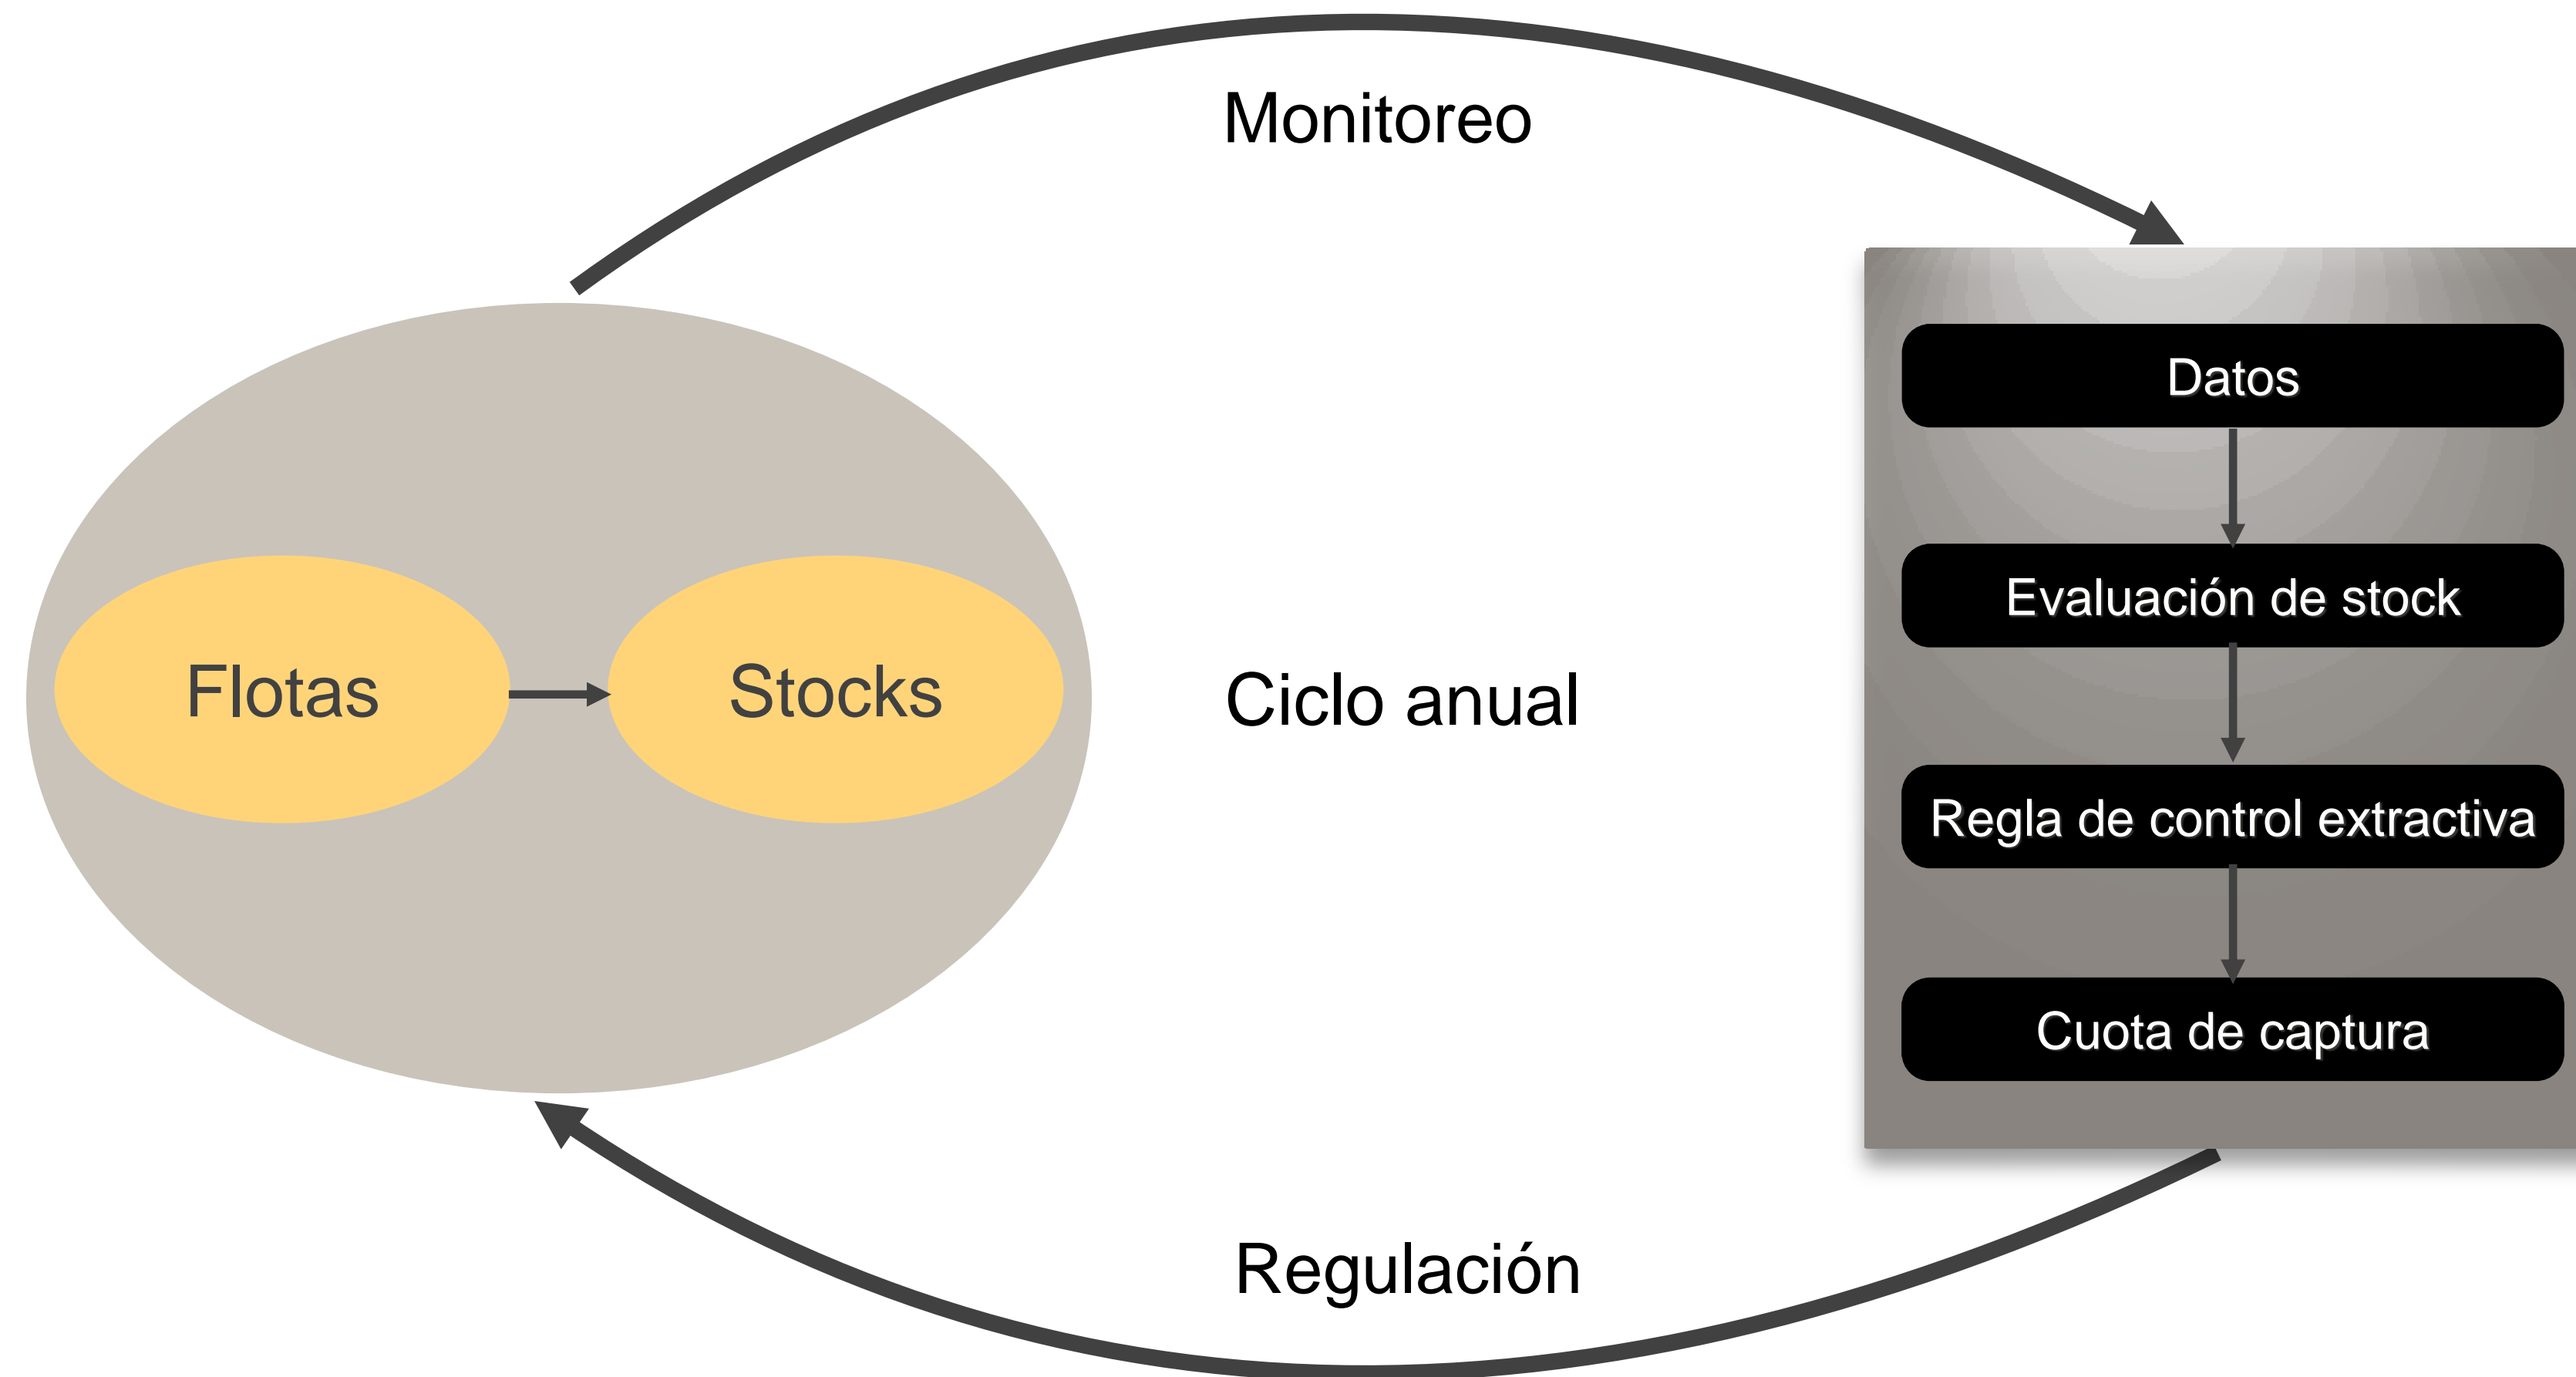 Monitoreo
Flotas
Stocks
Ciclo anual
Datos
Evaluación de stock
Regla de control extractiva
Cuota de captura
Regulación